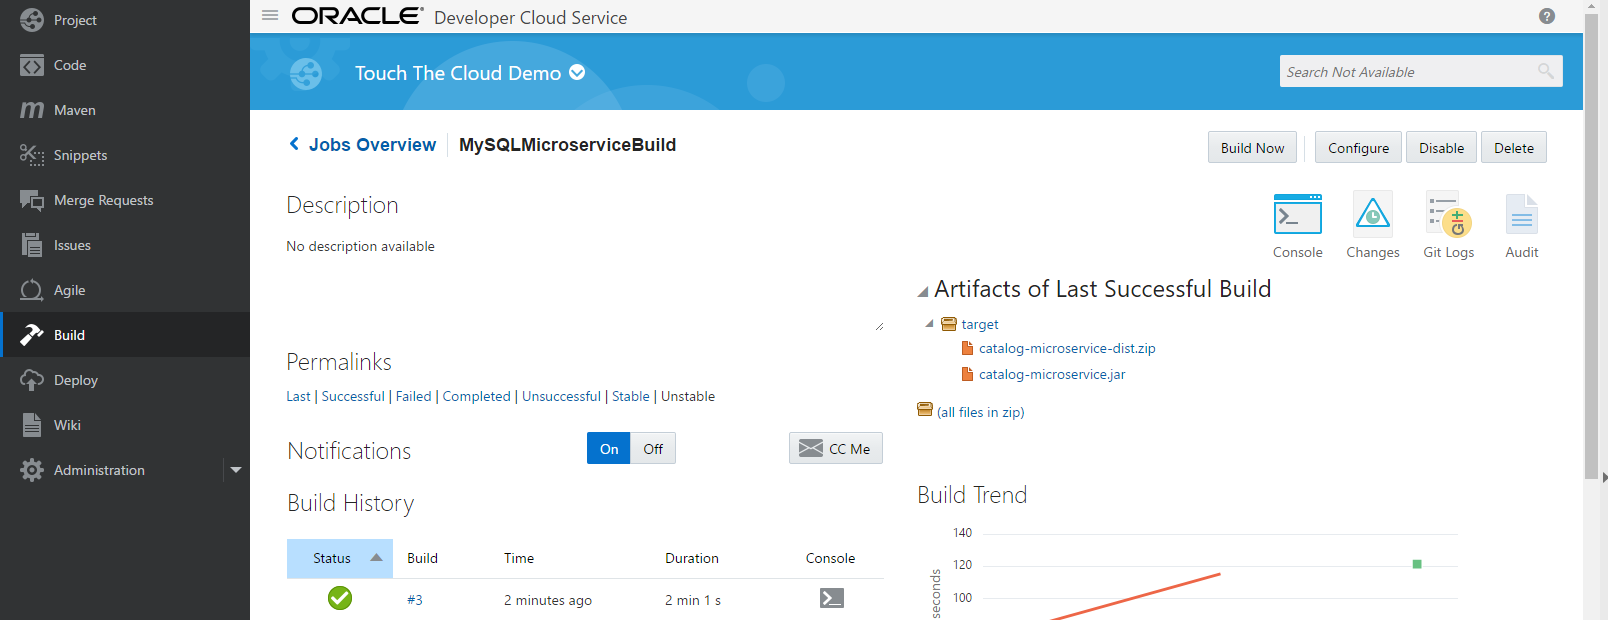 Project
Code
Maven
Snippets
Merge Requests
Issues
Agile
Build
Deploy
Wiki
Administration
ORACLE® Developer Cloud Service
Touch The Cloud Demo
Search Not Available
Jobs Overview MySQLMicroserviceBuild
Build Now Configure Disable Delete
Description
No description available
Console Changes Git Logs Audit
Artifacts of Last Successful Build
target
catalog-microservice-dist.zip
catalog-microservice.jar
(all files in zip)
Permalinks
Last | Successful | Failed | Completed | Unsuccessful | Stable | Unstable
Notifications On Off CC Me
Build History
Status Build Time Duration Console
#3 2 minutes ago 2 min 1 s
Build Trend
140
120
100
seconds